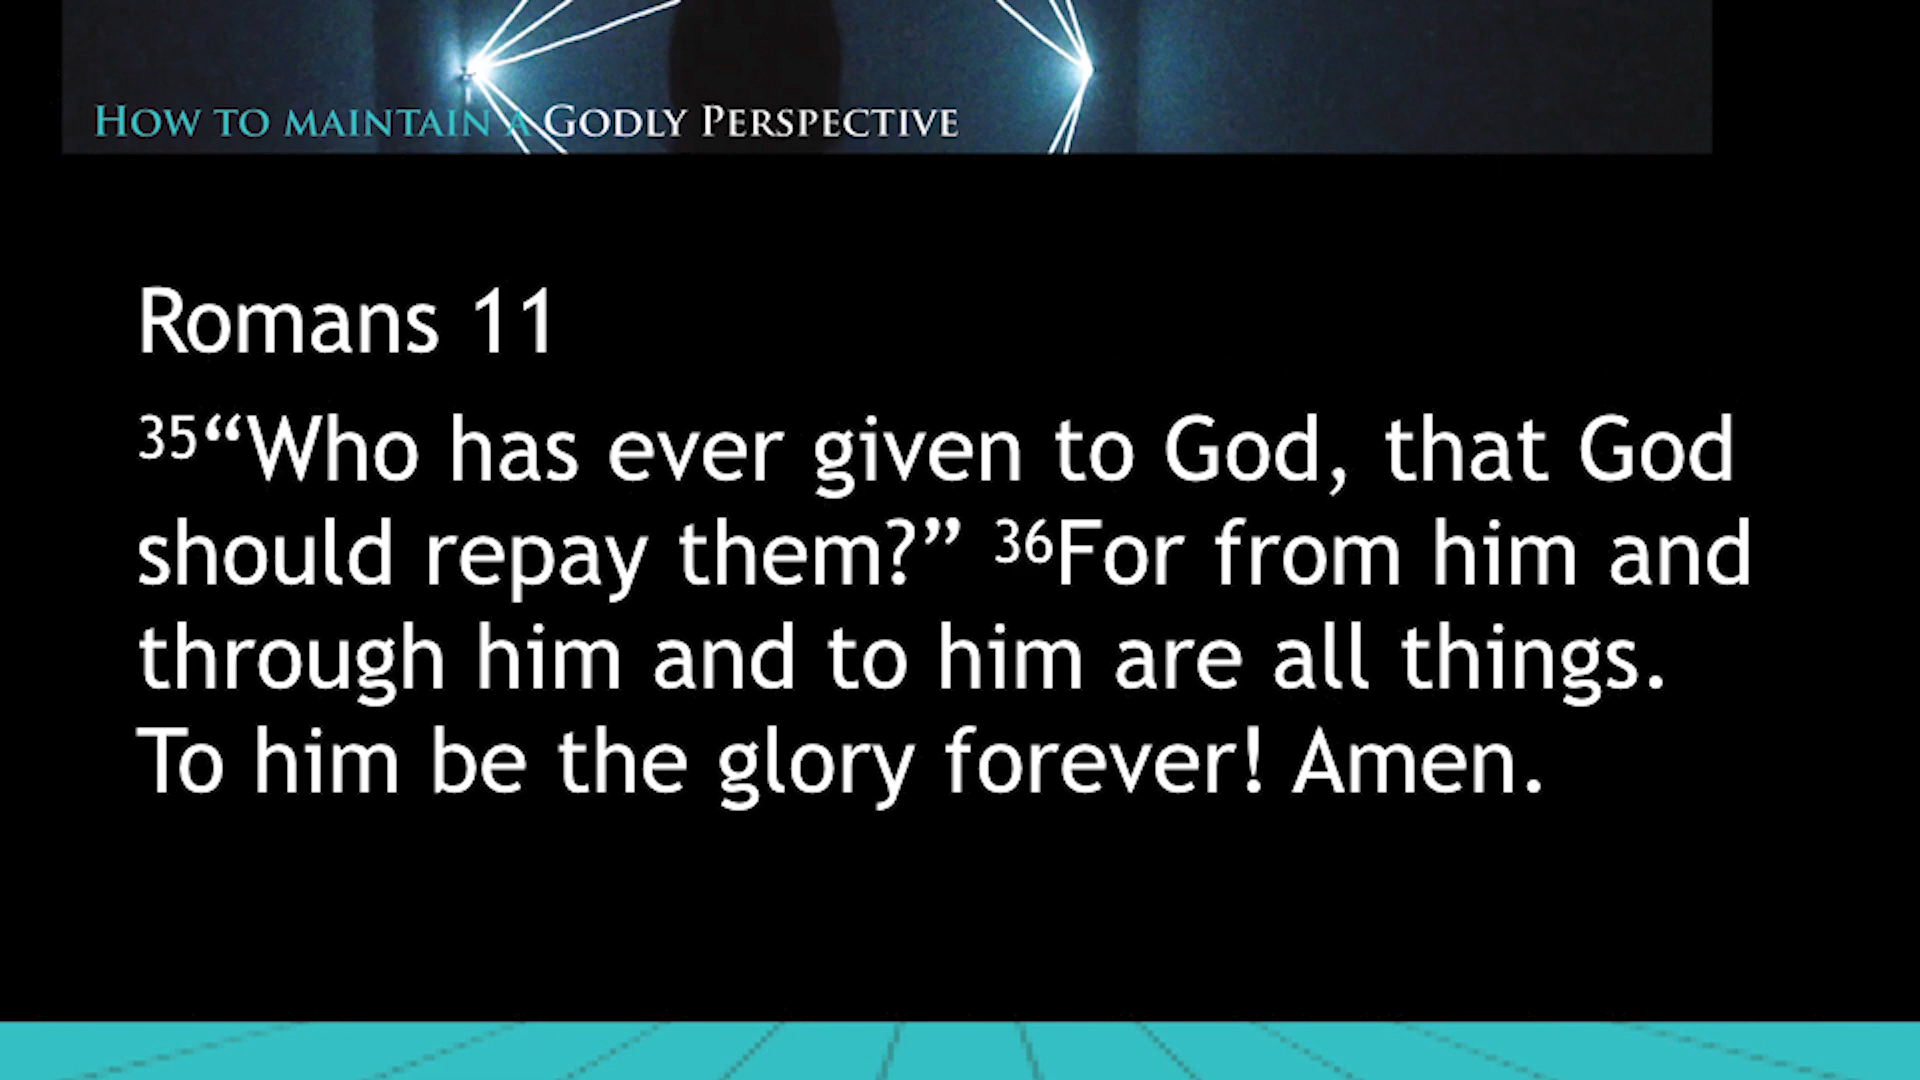 How to maintain a Godly Perspective
Romans 11
35“Who has ever given to God, that God
should repay them?” 36For from him and
through him and to him are all things.
To him be the glory forever! Amen.